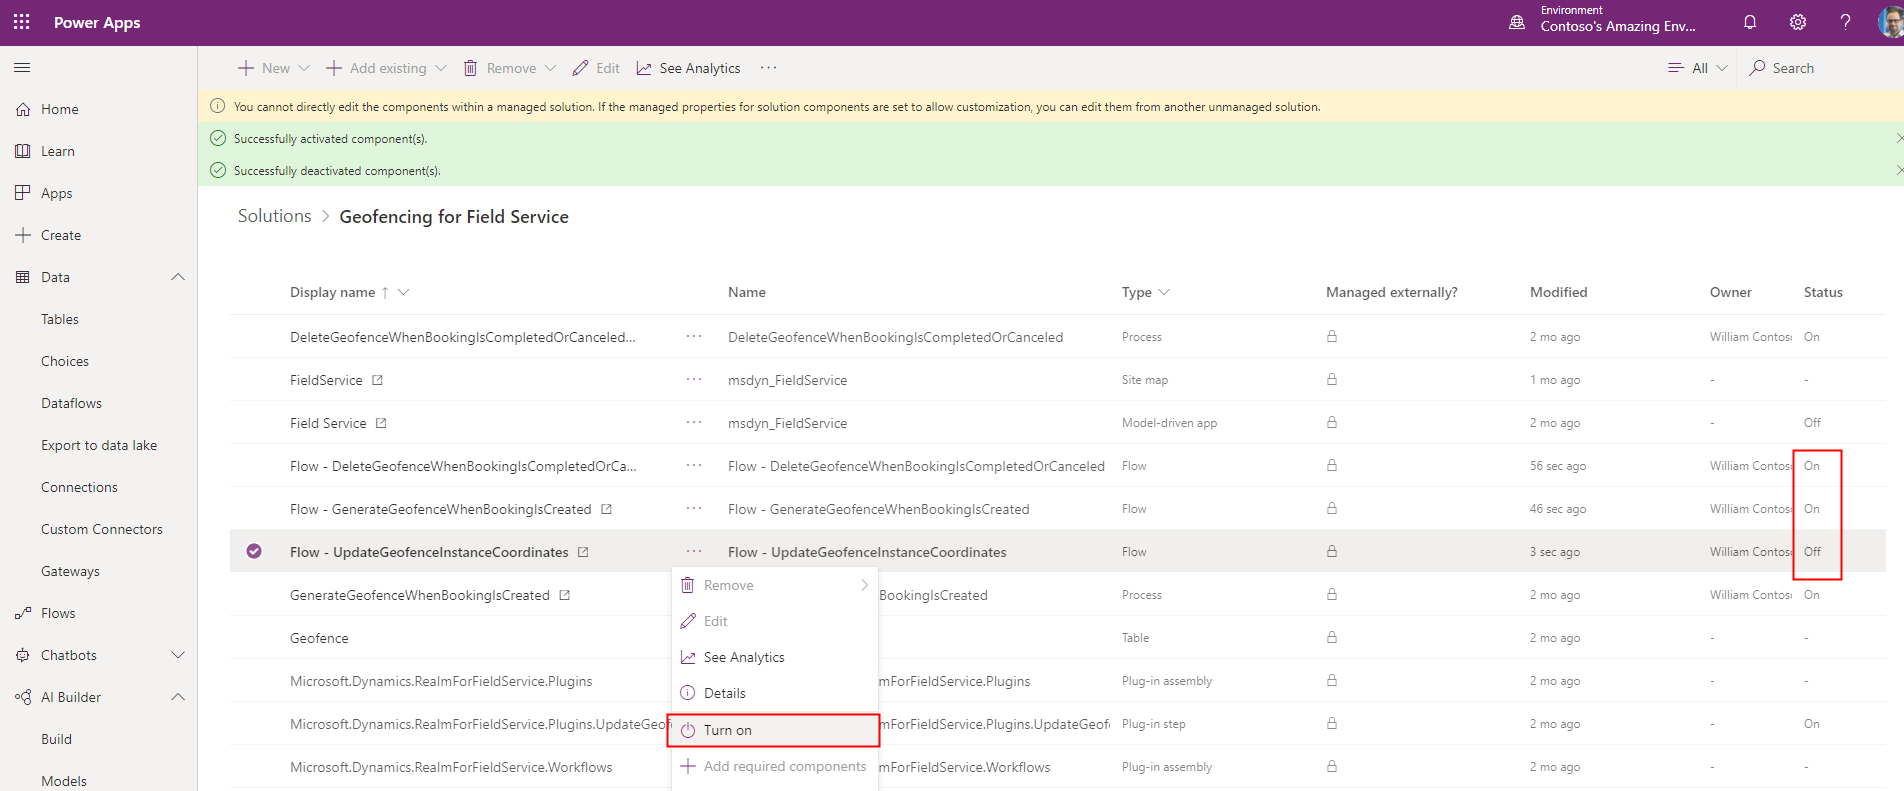 Power Apps
Environment
Contoso's Amazing Env...
New
Add existing
Remove
Edit
See Analytics
All
Search
You cannot directly edit the components within a managed solution. If the managed properties for solution components are set to allow customization, you can edit them from another unmanaged solution.
Successfully activated component(s).
Successfully deactivated component(s).
Home
Learn
Apps
Create
Data
Tables
Choices
Dataflows
Export to data lake
Connections
Custom Connectors
Gateways
Flows
Chatbots
AI Builder
Build
Models
Solutions > Geofencing for Field Service
Display name ↑ Name Type Managed externally? Modified Owner Status
DeleteGeofenceWhenBookingIsCompletedOrCanceled... ··· DeleteGeofenceWhenBookingIsCompletedOrCanceled Process 2 mo ago William Contoso On
FieldService ··· msdyn_FieldService Site map 1 mo ago - -
Field Service ··· msdyn_FieldService Model-driven app 2 mo ago - Off
Flow - DeleteGeofenceWhenBookingIsCompletedOrCa... ··· Flow - DeleteGeofenceWhenBookingIsCompletedOrCanceled Flow 56 sec ago William Contoso On
Flow - GenerateGeofenceWhenBookingIsCreated ··· Flow - GenerateGeofenceWhenBookingIsCreated Flow 46 sec ago William Contoso On
Flow - UpdateGeofenceInstanceCoordinates ··· Flow - UpdateGeofenceInstanceCoordinates Flow 3 sec ago William Contoso Off
GenerateGeofenceWhenBookingIsCreated BookingIsCreated Process 2 mo ago William Contoso On
Geofence Table 2 mo ago - -
Microsoft.Dynamics.RealmForFieldService.Plugins mForFieldService.Plugins Plug-in assembly 2 mo ago - -
Microsoft.Dynamics.RealmForFieldService.Plugins.UpdateGeof mForFieldService.Plugins.UpdateGeof Plug-in step 2 mo ago - On
Microsoft.Dynamics.RealmForFieldService.Workflows mForFieldService.Workflows Plug-in assembly 2 mo ago - -
Remove
Edit
See Analytics
Details
Turn on
Add required components